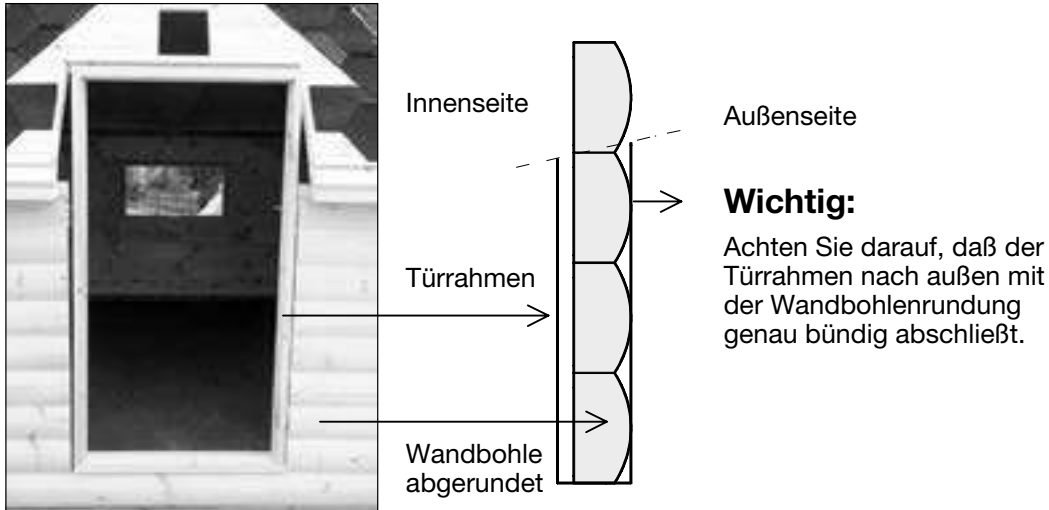 Innenseite
Außenseite
Wichtig:
Achten Sie darauf, daß der
Türrahmen nach außen mit
der Wandbohlenrundung
genau bündig abschließt.
Türrahmen
Wandbohle
abgerundet